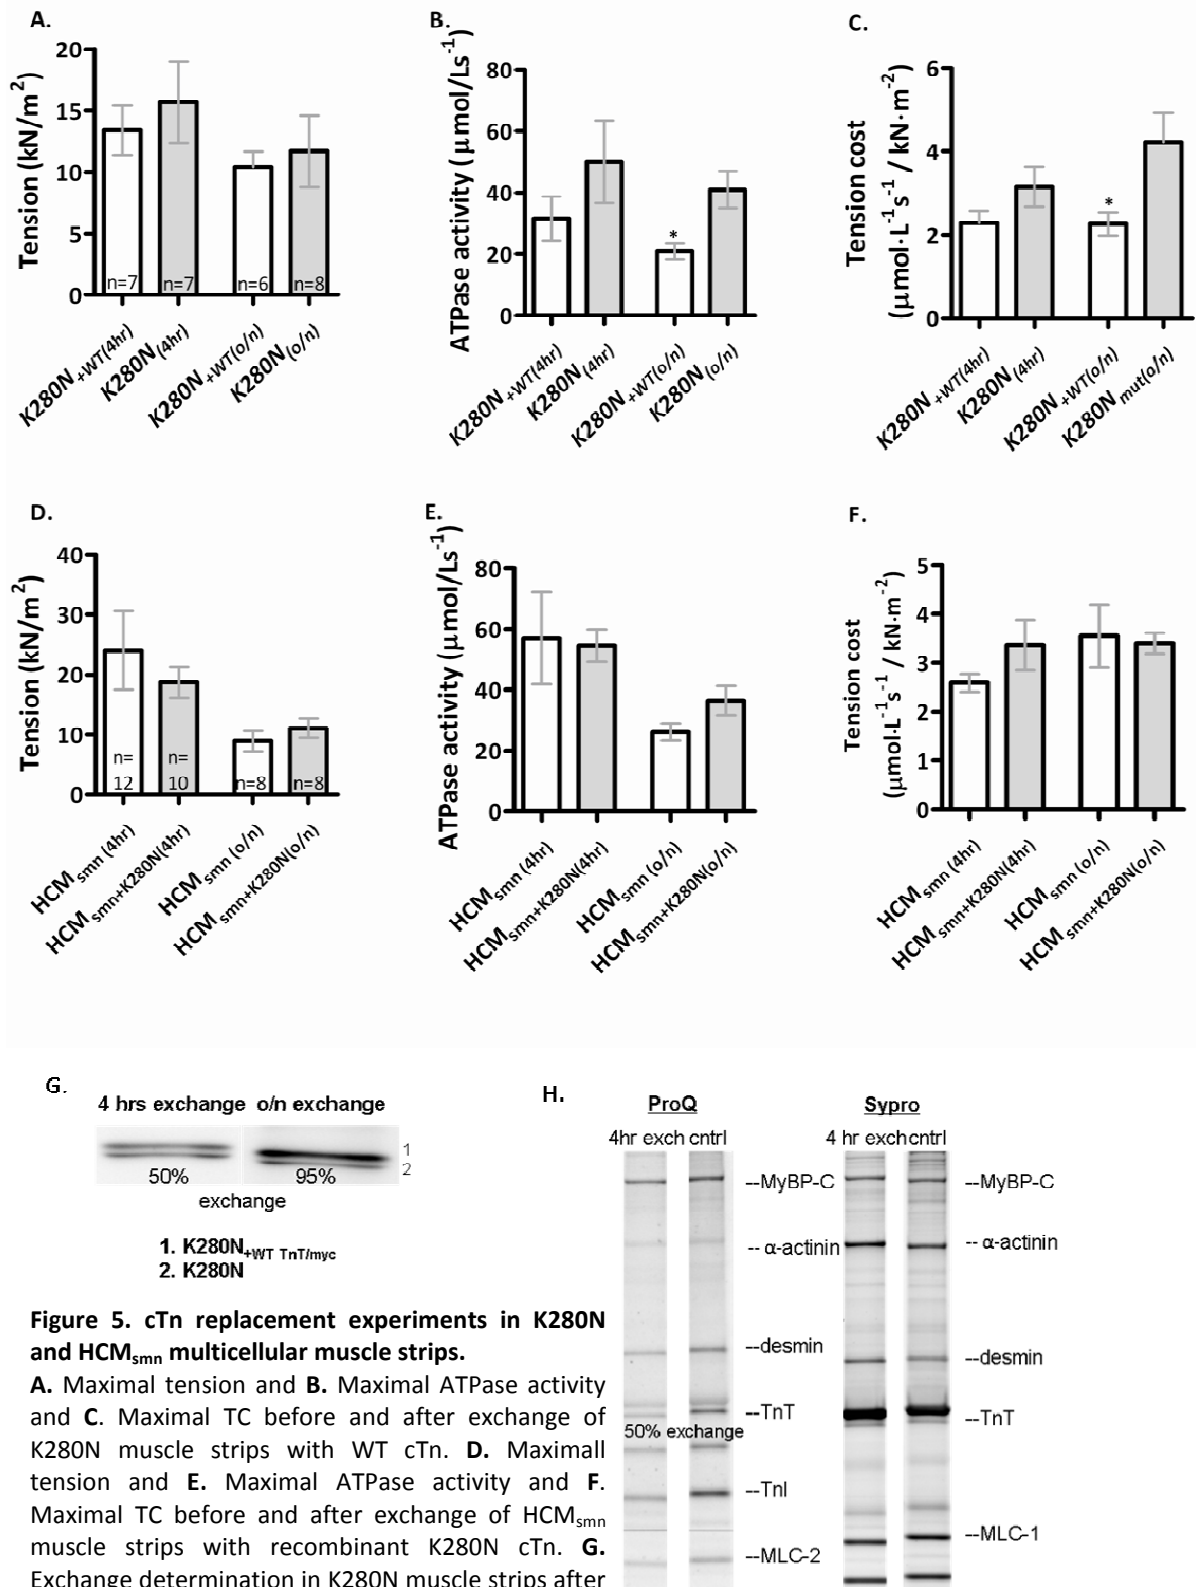 A.
Tension (kN/m2)
20
15
10
5
0
n=7
n=7
n=6
n=8
K280N+WT(4hr)
K280N(4hr)
K280N+WT(o/n)
K280N(o/n)
B.
ATPase activity (μmol/Ls-1)
80
60
40
20
0
*
K280N+WT(4hr)
K280N(4hr)
K280N+WT(o/n)
K280N(o/n)
C.
Tension cost
(μmol·L-1s-1 / kN·m-2)
6
4
2
0
*
K280N+WT(4hr)
K280N(4hr)
K280N+WT(o/n)
K280Nmut(o/n)
D.
Tension (kN/m2)
40
30
20
10
0
n=
12
n=
10
n=8
n=8
HCMsmn (4hr)
HCMsmn+K280N(4hr)
HCMsmn (o/n)
HCMsmn+K280N(o/n)
E.
ATPase activity (μmol/Ls-1)
80
60
40
20
0
HCMsmn (4hr)
HCMsmn+K280N(4hr)
HCMsmn (o/n)
HCMsmn+K280N(o/n)
F.
Tension cost
(μmol·L-1s-1 / kN·m-2)
5
4
3
2
1
0
HCMsmn (4hr)
HCMsmn+K280N(4hr)
HCMsmn (o/n)
HCMsmn+K280N(o/n)
G.
4 hrs exchange o/n exchange
1
2
50% 95%
exchange
1. K280N+WT TnT/myc
2. K280N
H.
ProQ
4hr exch cntrl
--MyBP-C
--α-actinin
--desmin
--TnT
50% exchange
--TnI
--MLC-2
Sypro
4 hr exch cntrl
--MyBP-C
--α-actinin
--desmin
--TnT
--MLC-1
Figure 5. cTn replacement experiments in K280N
and HCMsmn multicellular muscle strips.
A. Maximal tension and B. Maximal ATPase activity
and C. Maximal TC before and after exchange of
K280N muscle strips with WT cTn. D. Maximall
tension and E. Maximal ATPase activity and F.
Maximal TC before and after exchange of HCMsmn
muscle strips with recombinant K280N cTn. G.
Exchange determination in K280N muscle strips after